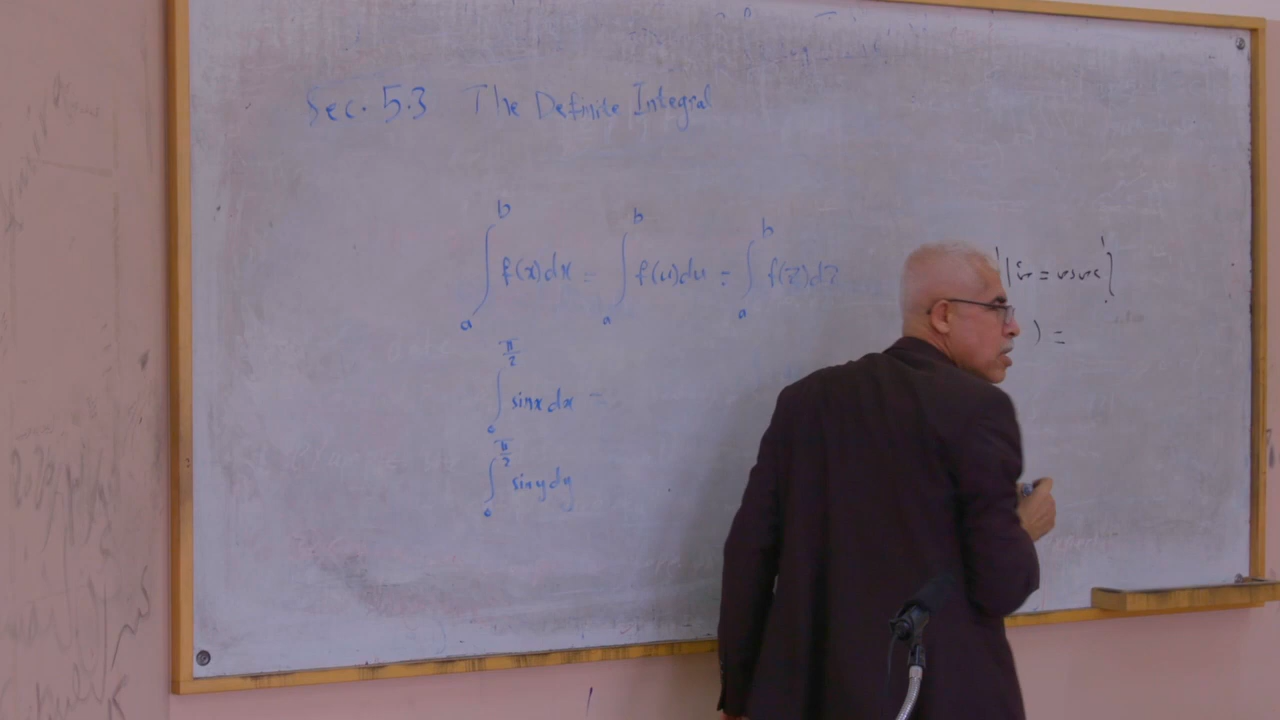 Sec. 5.3 The Definite Integral
∫_a^b f(x)dx = ∫_a^b f(u)du = ∫_a^b f(z)dz
∫_0^{π/2} sinx dx =
∫_0^{π/2} siny dy
) =